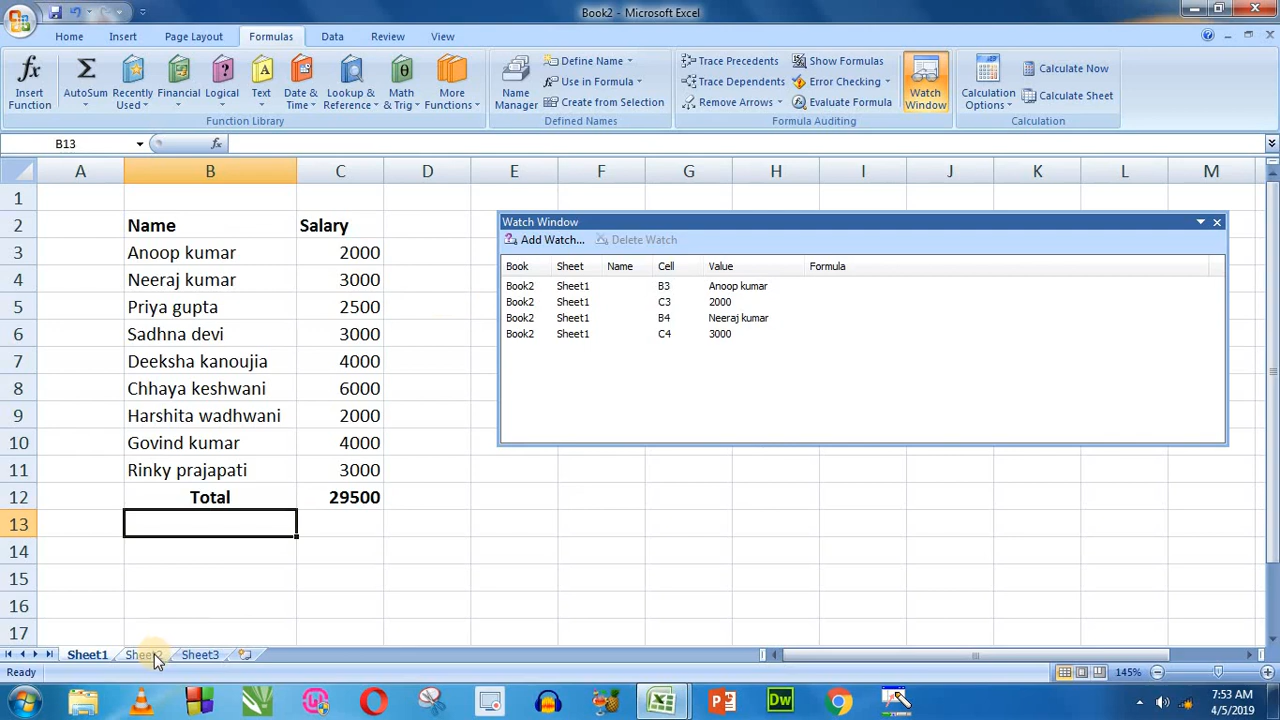 Book2 - Microsoft Excel
Home Insert Page Layout Formulas Data Review View
Insert Function
AutoSum
Recently Used
Financial
Logical
Text
Date & Time
Lookup & Reference
Math & Trig
More Functions
Function Library
Name Manager
Define Name
Use in Formula
Create from Selection
Defined Names
Trace Precedents
Trace Dependents
Remove Arrows
Show Formulas
Error Checking
Evaluate Formula
Formula Auditing
Watch Window
Calculation Options
Calculate Now
Calculate Sheet
Calculation
B13 fx
A B C D E F G H I J K L M
1
2 Name Salary
3 Anoop kumar 2000
4 Neeraj kumar 3000
5 Priya gupta 2500
6 Sadhna devi 3000
7 Deeksha kanoujia 4000
8 Chhaya keshwani 6000
9 Harshita wadhwani 2000
10 Govind kumar 4000
11 Rinky prajapati 3000
12 Total 29500
13
14
15
16
17
Watch Window
Add Watch... Delete Watch
Book Sheet Name Cell Value Formula
Book2 Sheet1 B3 Anoop kumar
Book2 Sheet1 C3 2000
Book2 Sheet1 B4 Neeraj kumar
Book2 Sheet1 C4 3000
Sheet1 Sheet2 Sheet3
Ready 145%
Dw
7:53 AM
4/5/2019